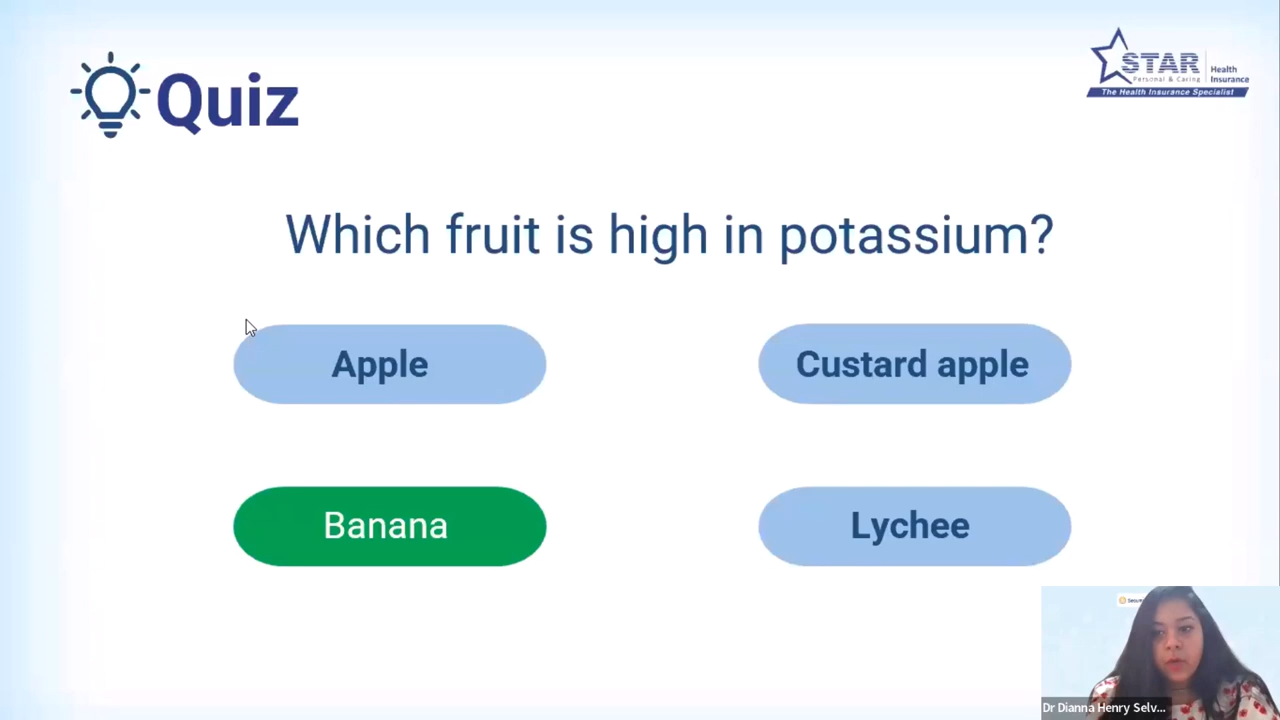 Quiz
STAR
Health
Insurance
Personal & Caring
The Health Insurance Specialist
Which fruit is high in potassium?
Apple
Custard apple
Banana
Lychee
Dr Dianna Henry Selv...